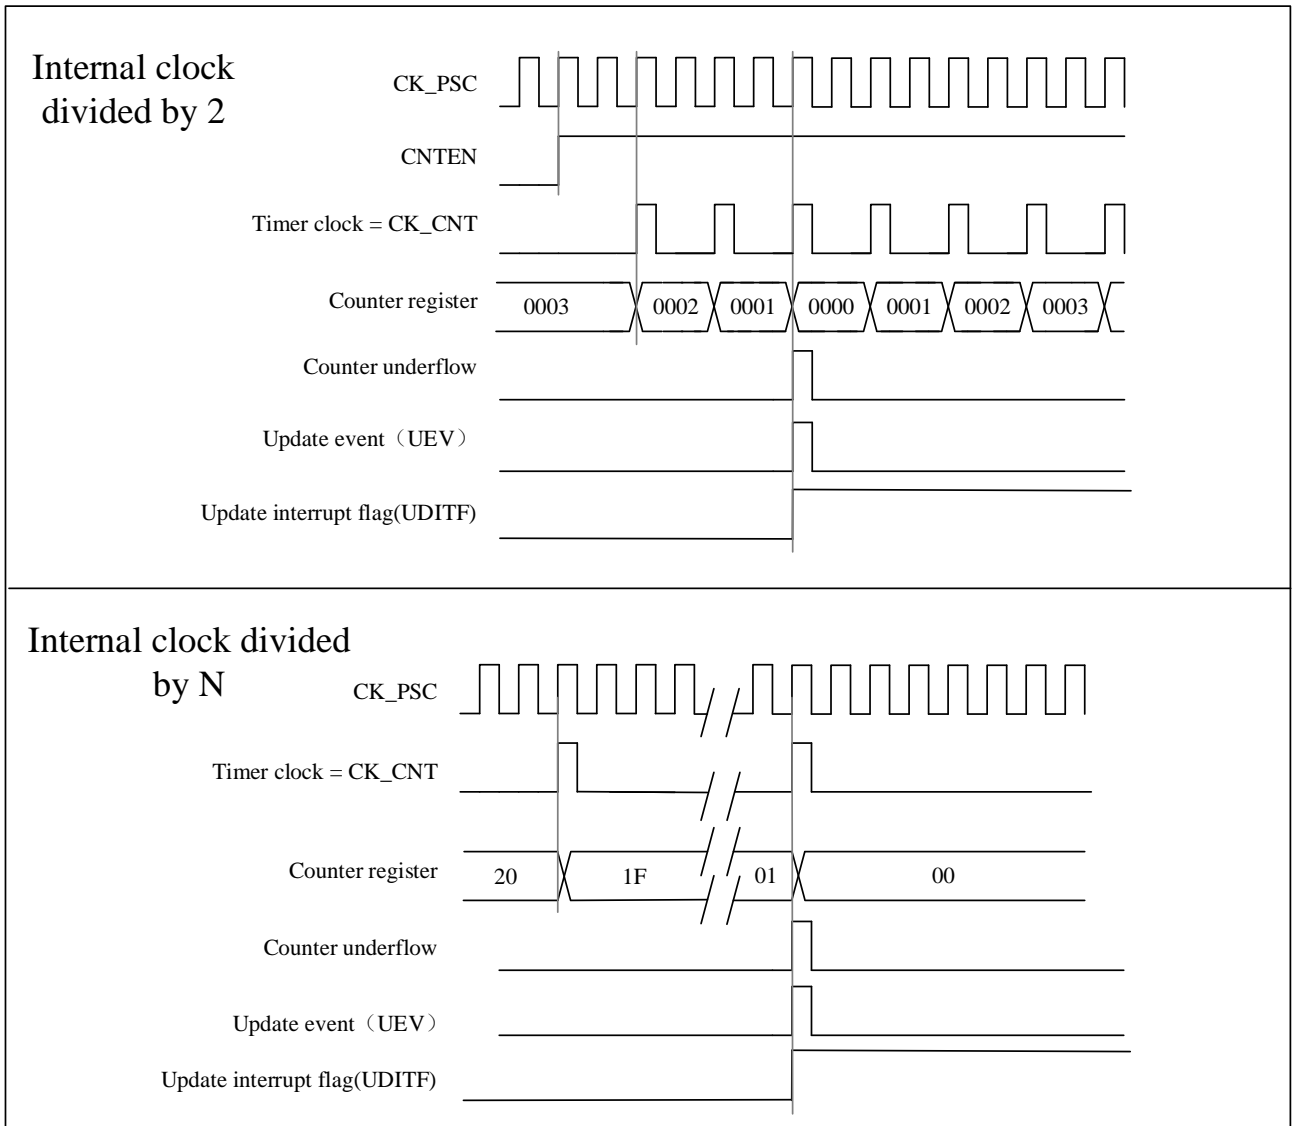 Internal clock
divided by 2
CK_PSC
CNTEN
Timer clock = CK_CNT
Counter register
0003 0002 0001 0000 0001 0002 0003
Counter underflow
Update event（UEV）
Update interrupt flag(UDITF)
Internal clock divided
by N
CK_PSC
Timer clock = CK_CNT
Counter register
20 1F 01 00
Counter underflow
Update event（UEV）
Update interrupt flag(UDITF)